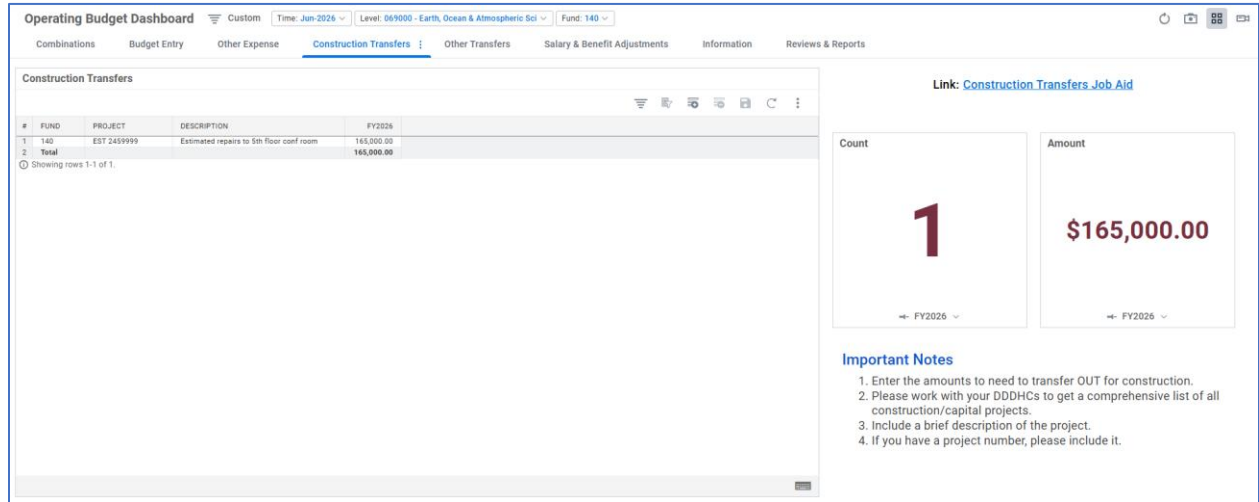 Operating Budget Dashboard Custom Time: Jun-2026 Level: 069000 - Earth, Ocean & Atmospheric Sci Fund: 140
Combinations Budget Entry Other Expense Construction Transfers Other Transfers Salary & Benefit Adjustments Information Reviews & Reports
Construction Transfers
# FUND PROJECT DESCRIPTION FY2026
1 140 EST 2459999 Estimated repairs to 5th floor conf room 165,000.00
2 Total 165,000.00
Showing rows 1-1 of 1.
Link: Construction Transfers Job Aid
Count
1
FY2026
Amount
$165,000.00
FY2026
Important Notes
1. Enter the amounts to need to transfer OUT for construction.
2. Please work with your DDDHCs to get a comprehensive list of all
construction/capital projects.
3. Include a brief description of the project.
4. If you have a project number, please include it.